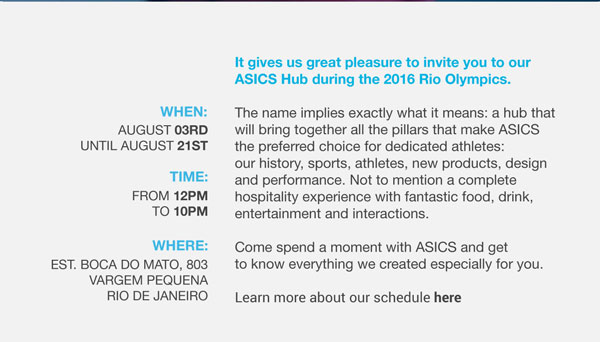 It gives us great pleasure to invite you to our
ASICS Hub during the 2016 Rio Olympics.
WHEN:
AUGUST 03RD
UNTIL AUGUST 21ST
TIME:
FROM 12PM
TO 10PM
WHERE:
EST. BOCA DO MATO, 803
VARGEM PEQUENA
RIO DE JANEIRO
The name implies exactly what it means: a hub that
will bring together all the pillars that make ASICS
the preferred choice for dedicated athletes:
our history, sports, athletes, new products, design
and performance. Not to mention a complete
hospitality experience with fantastic food, drink,
entertainment and interactions.
Come spend a moment with ASICS and get
to know everything we created especially for you.
Learn more about our schedule here